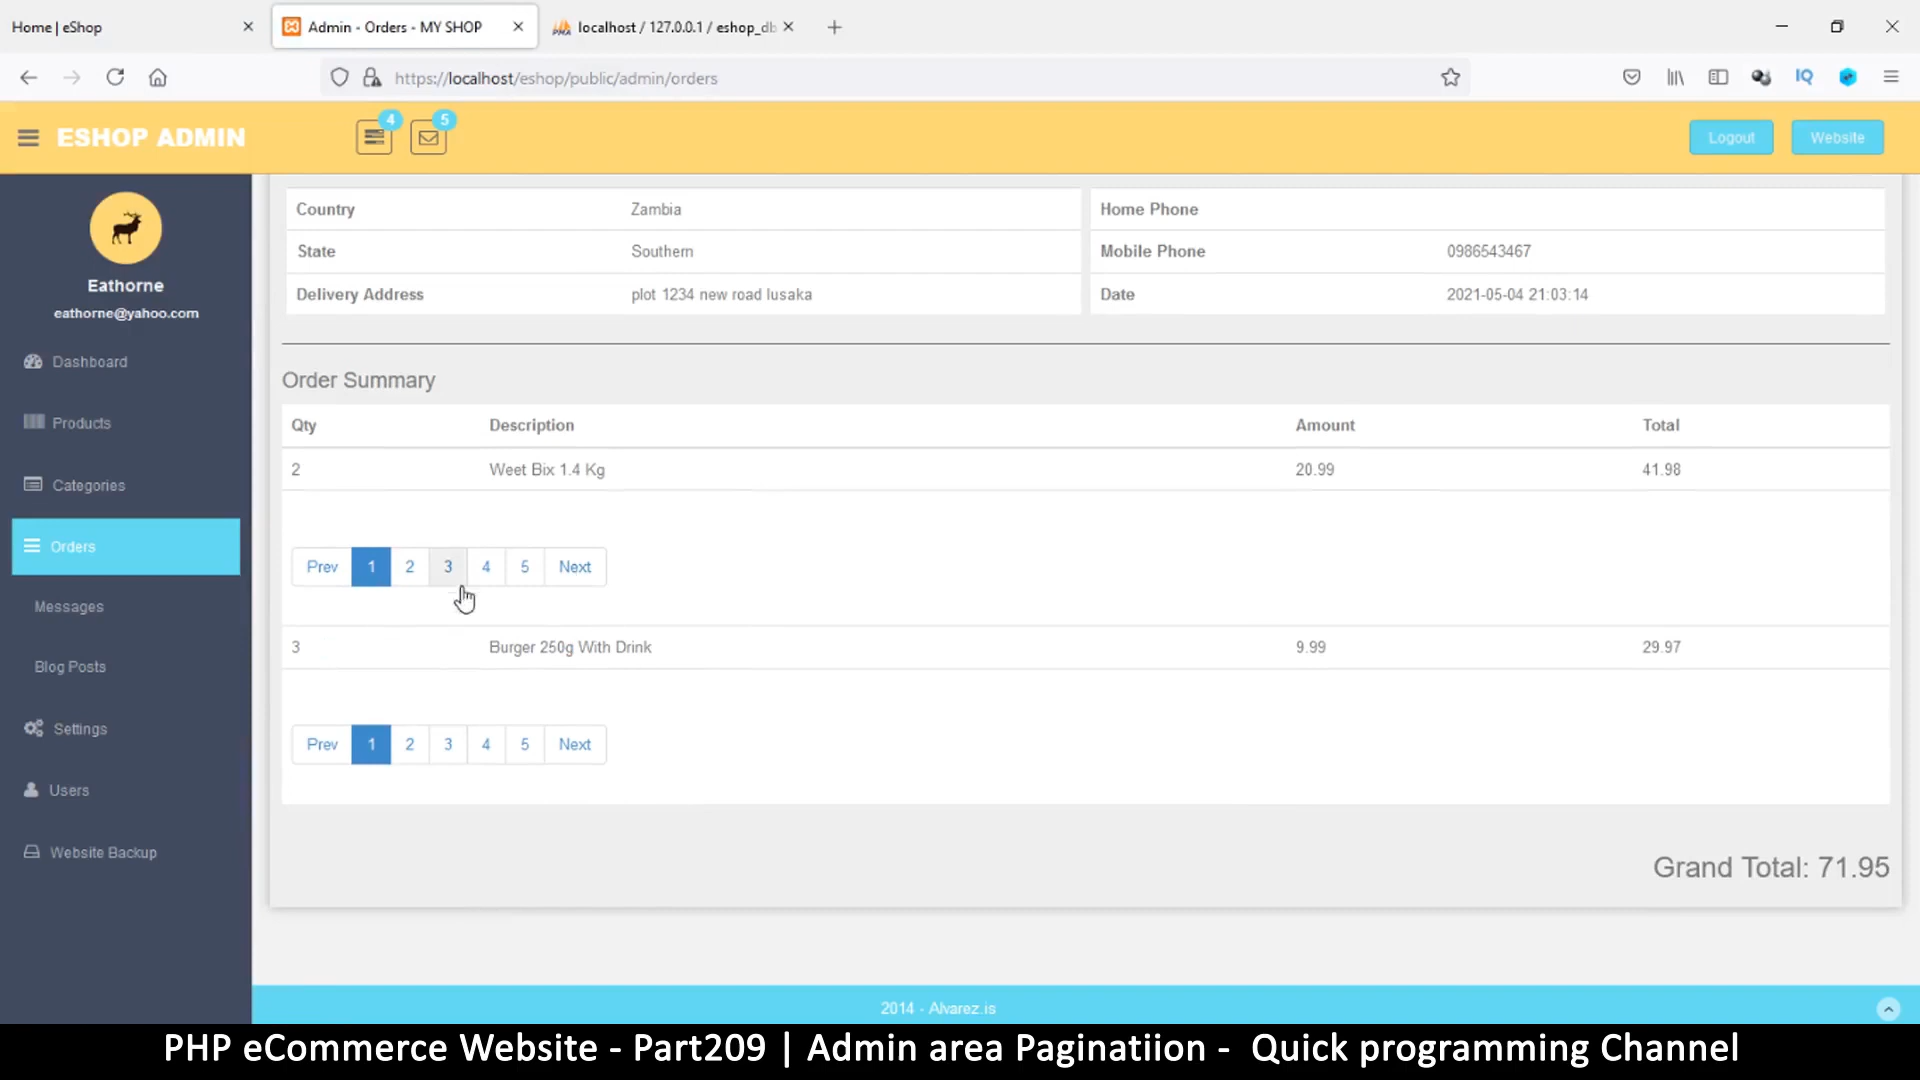 Home | eShop
Admin - Orders - MY SHOP
localhost / 127.0.0.1 / eshop_db
https://localhost/eshop/public/admin/orders
IQ
ESHOP ADMIN
4
5
Logout
Website
Eathorne
eathorne@yahoo.com
Dashboard
Products
Categories
Orders
Messages
Blog Posts
Settings
Users
Website Backup
Country Zambia Home Phone
State Southern Mobile Phone 0986543467
Delivery Address plot 1234 new road lusaka Date 2021-05-04 21:03:14
Order Summary
Qty Description Amount Total
2 Weet Bix 1.4 Kg 20.99 41.98
Prev 1 2 3 4 5 Next
3 Burger 250g With Drink 9.99 29.97
Prev 1 2 3 4 5 Next
Grand Total: 71.95
2014 - Alvarez.is
PHP eCommerce Website - Part209 | Admin area Paginatiion - Quick programming Channel